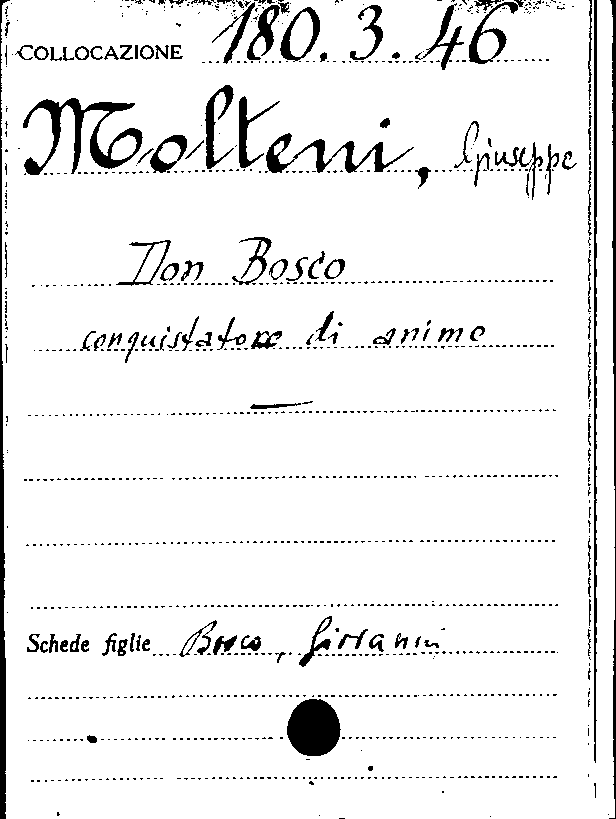 COLLOCAZIONE 180.3.46
Molteni, Giuseppe
Don Bosco
conquistatore di anime
Schede figlie Bosco, Giovanni